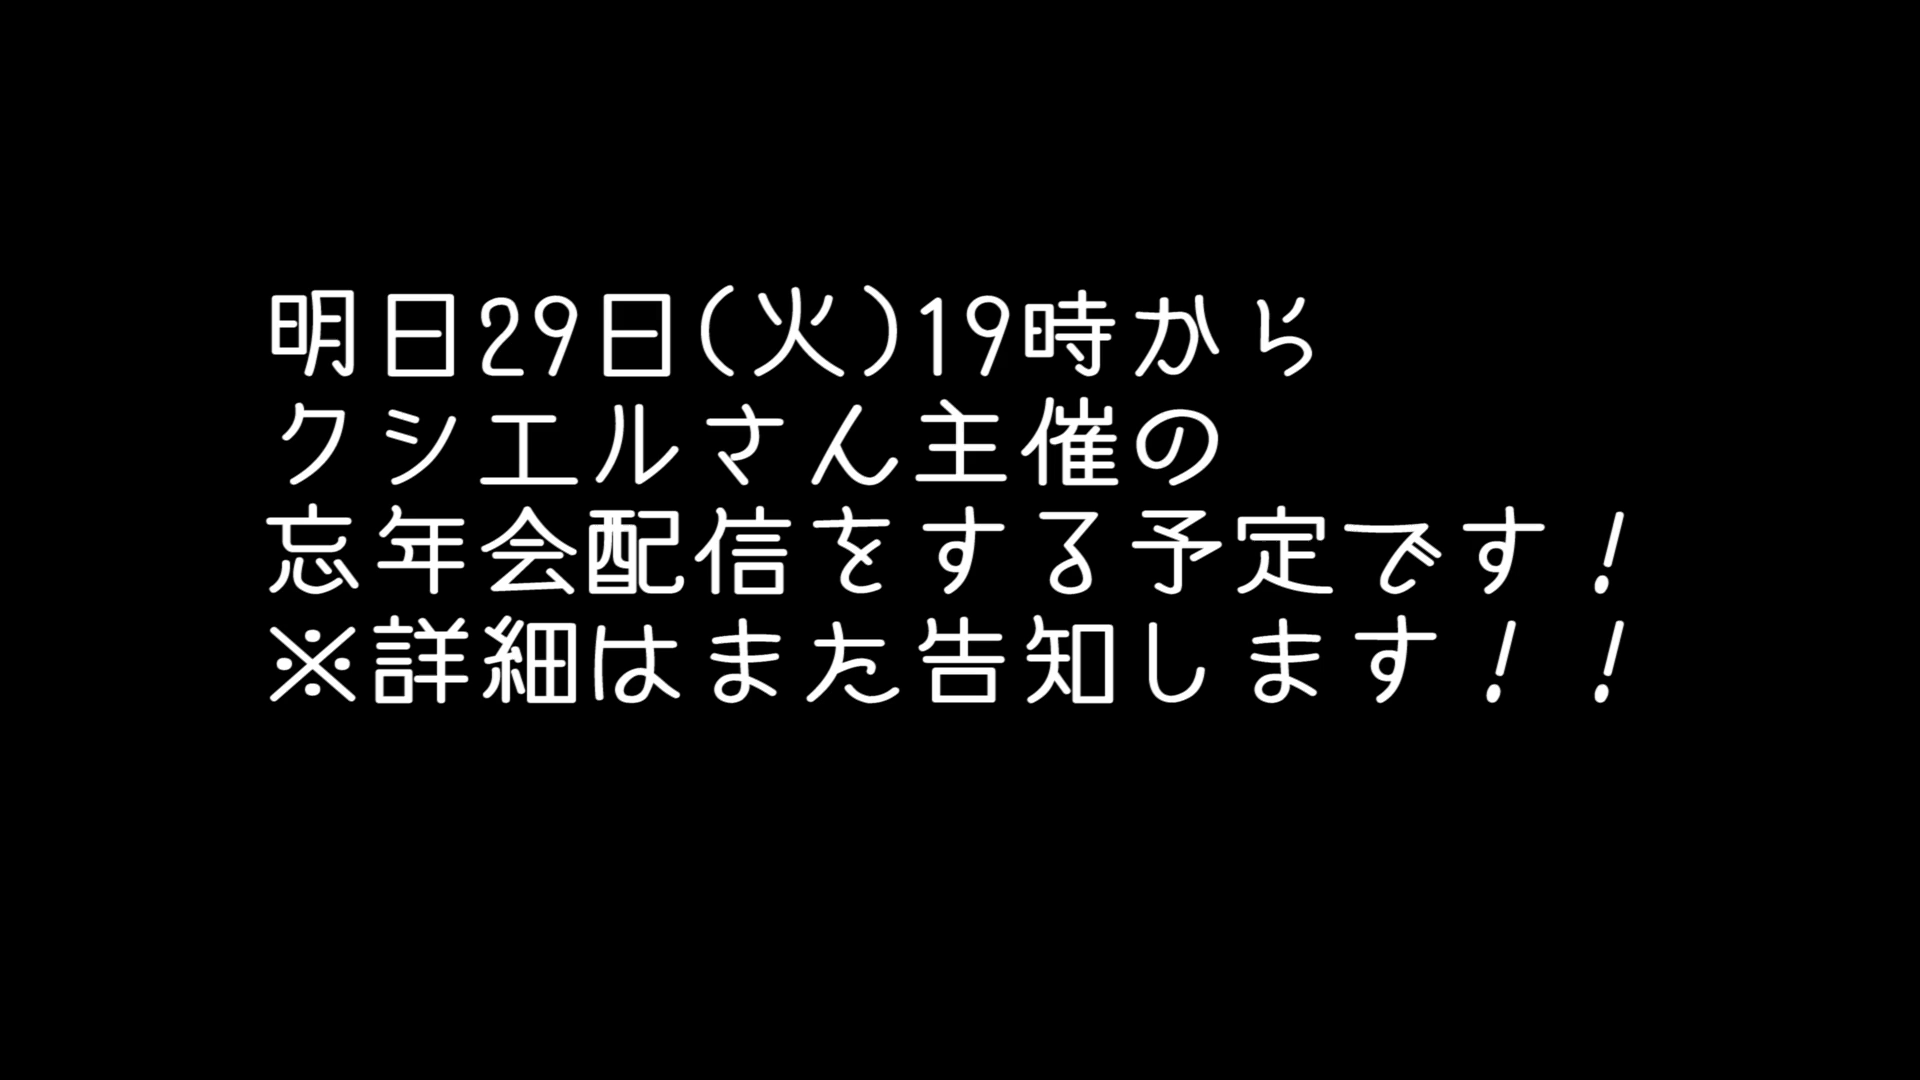 明日29日(火)19時から
クシエルさん主催の
忘年会配信をする予定です！
※詳細はまた告知します！！